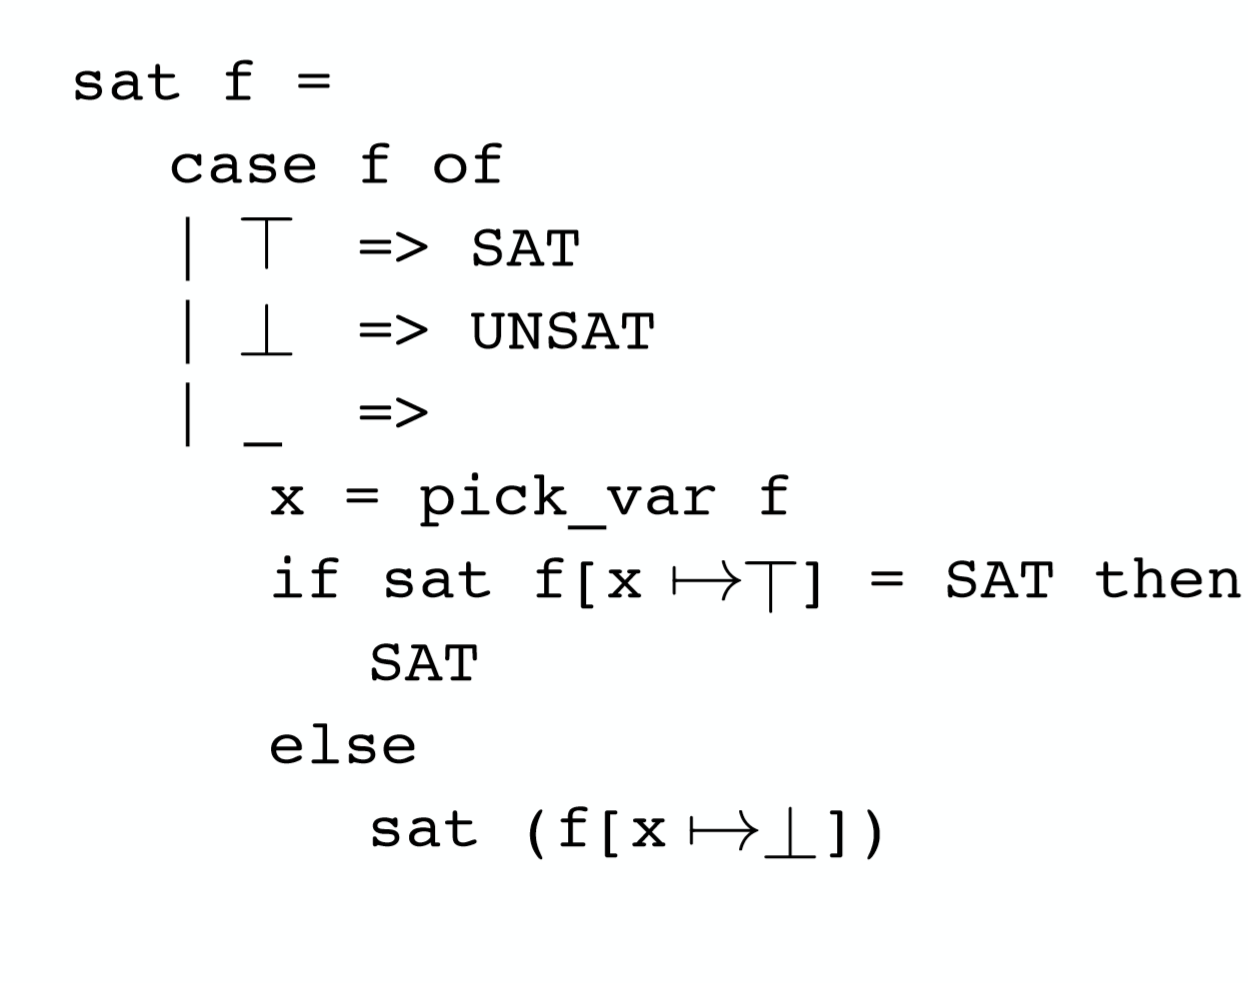 sat f =
case f of
| ⊤ => SAT
| ⊥ => UNSAT
| _ =>
x = pick_var f
if sat f[x ↦⊤] = SAT then
SAT
else
sat (f[x ↦⊥])